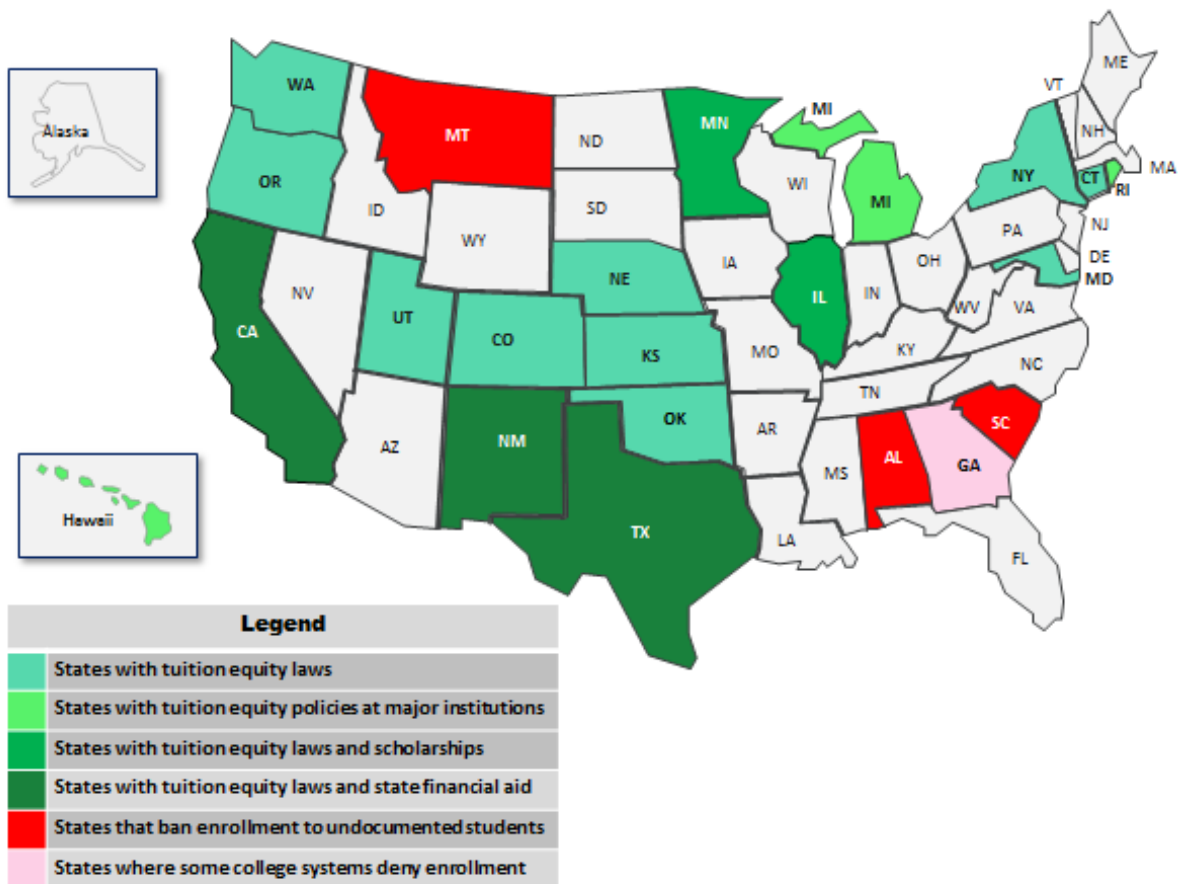 ME
VT
WA
MI
MN
Alaska
MT
ND
NH
MA
OR
WI
NY
CT
MI
RI
ID
SD
NJ
PA
WY
DE
IA
OH
NE
MD
NV
IL
IN
WV
VA
UT
CA
CO
KS
MO
KY
NC
TN
OK
SC
AR
NM
AZ
AL
GA
MS
Hawaii
TX
LA
FL
Legend
States with tuition equity laws
States with tuition equity policies at major institutions
States with tuition equity laws and scholarships
States with tuition equity laws and state financial aid
States that ban enrollment to undocumented students
States where some college systems deny enrollment